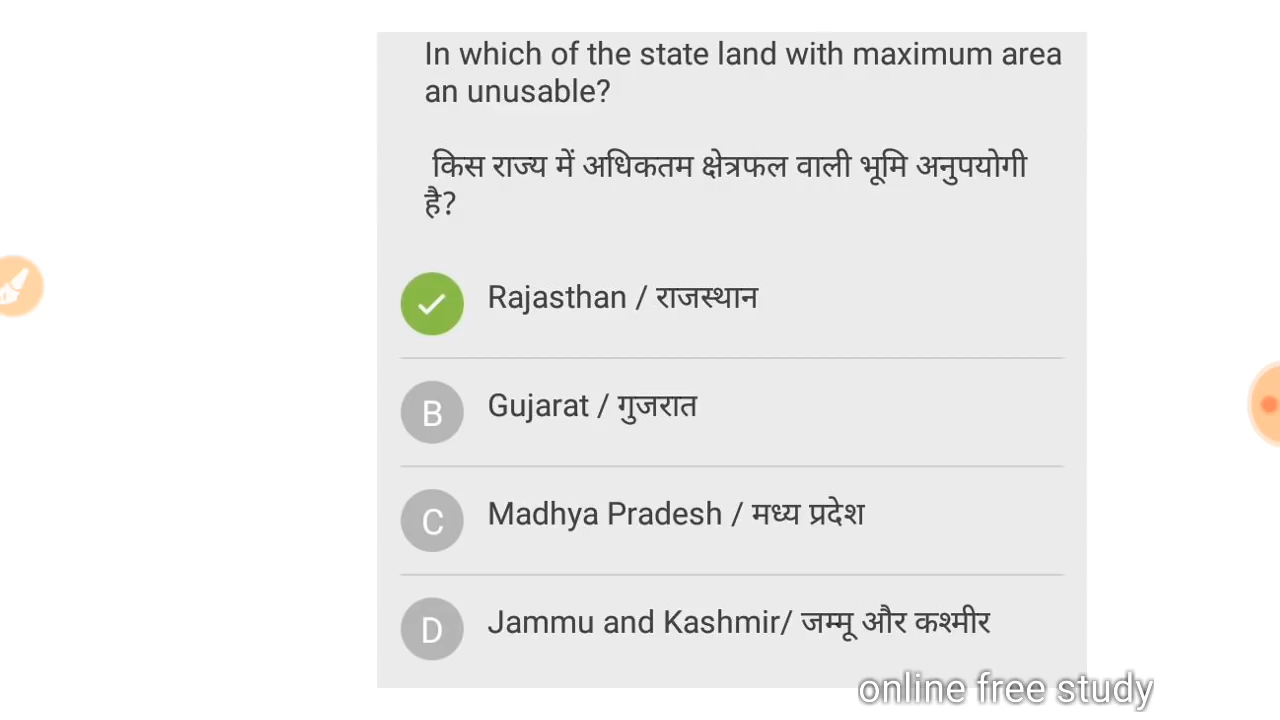 In which of the state land with maximum area
an unusable?
किस राज्य में अधिकतम क्षेत्रफल वाली भूमि अनुपयोगी
है?
Rajasthan / राजस्थान
B Gujarat / गुजरात
C Madhya Pradesh / मध्य प्रदेश
D Jammu and Kashmir/ जम्मू और कश्मीर
online free study